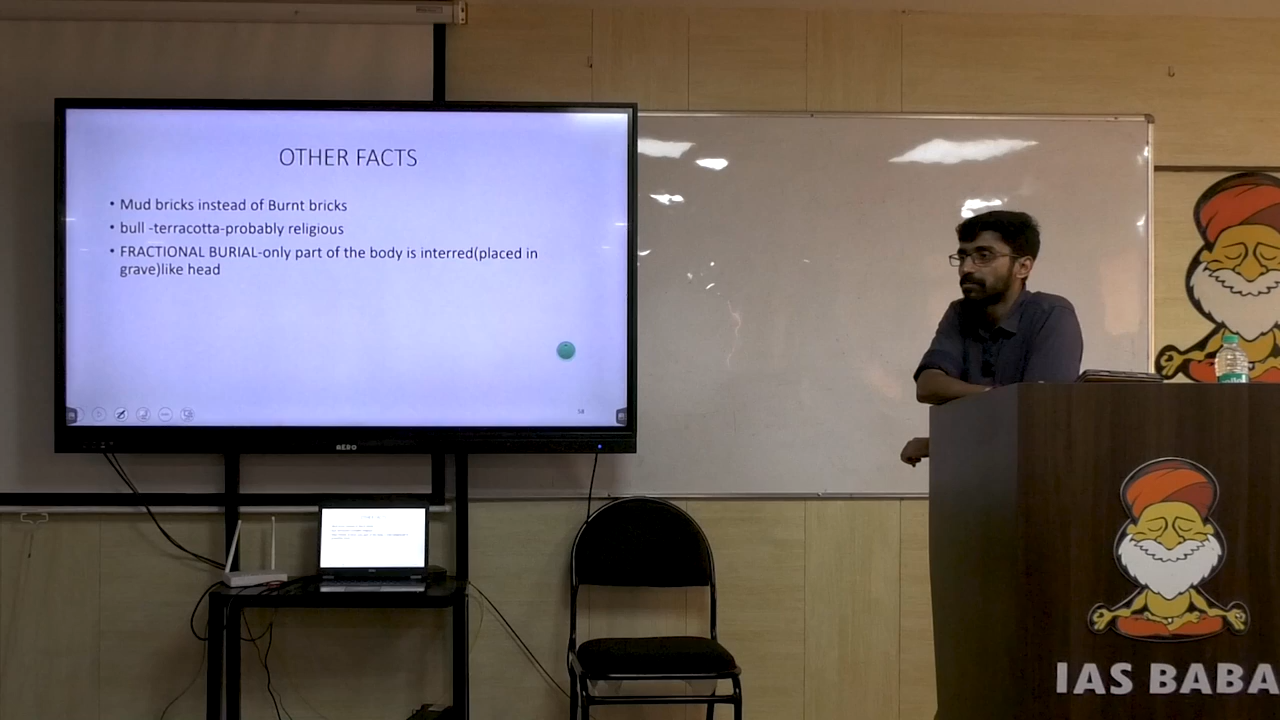 OTHER FACTS
• Mud bricks instead of Burnt bricks
• bull -terracotta-probably religious
• FRACTIONAL BURIAL-only part of the body is interred(placed in
grave)like head
58
IAS BABA